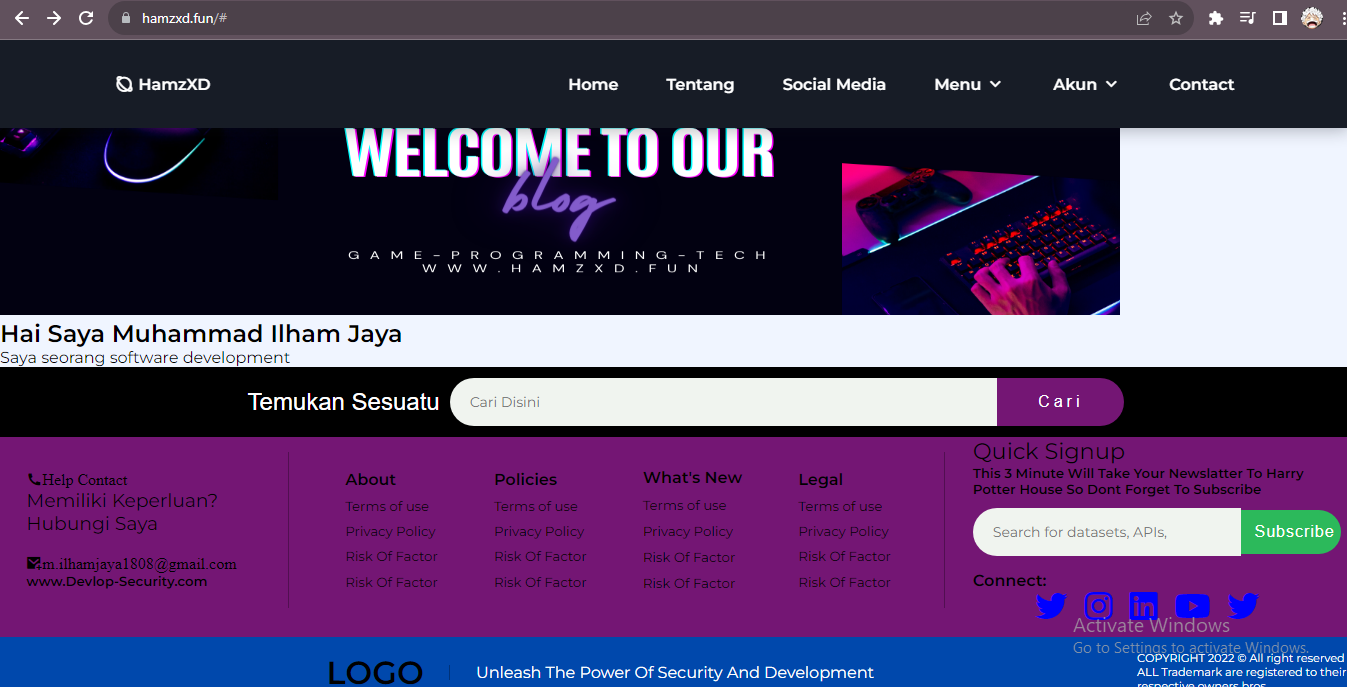 hamzxd.fun/#
HamzXD
Home Tentang Social Media Menu Akun Contact
WELCOME TO OUR
blog
GAME-PROGRAMMING-TECH
WWW.HAMZXD.FUN
Hai Saya Muhammad Ilham Jaya
Saya seorang software development
Temukan Sesuatu Cari Disini Cari
Help Contact
Memiliki Keperluan?
Hubungi Saya
m.ilhamjaya1808@gmail.com
www.Devlop-Security.com
About
Terms of use
Privacy Policy
Risk Of Factor
Risk Of Factor
Policies
Terms of use
Privacy Policy
Risk Of Factor
Risk Of Factor
What's New
Terms of use
Privacy Policy
Risk Of Factor
Risk Of Factor
Legal
Terms of use
Privacy Policy
Risk Of Factor
Risk Of Factor
Quick Signup
This 3 Minute Will Take Your Newslatter To Harry
Potter House So Dont Forget To Subscribe
Search for datasets, APIs, Subscribe
Connect:
Activate Windows
Go to Settings to activate Windows.
LOGO
Unleash The Power Of Security And Development
COPYRIGHT 2022 © All right reserved
ALL Trademark are registered to their
respective owners bros